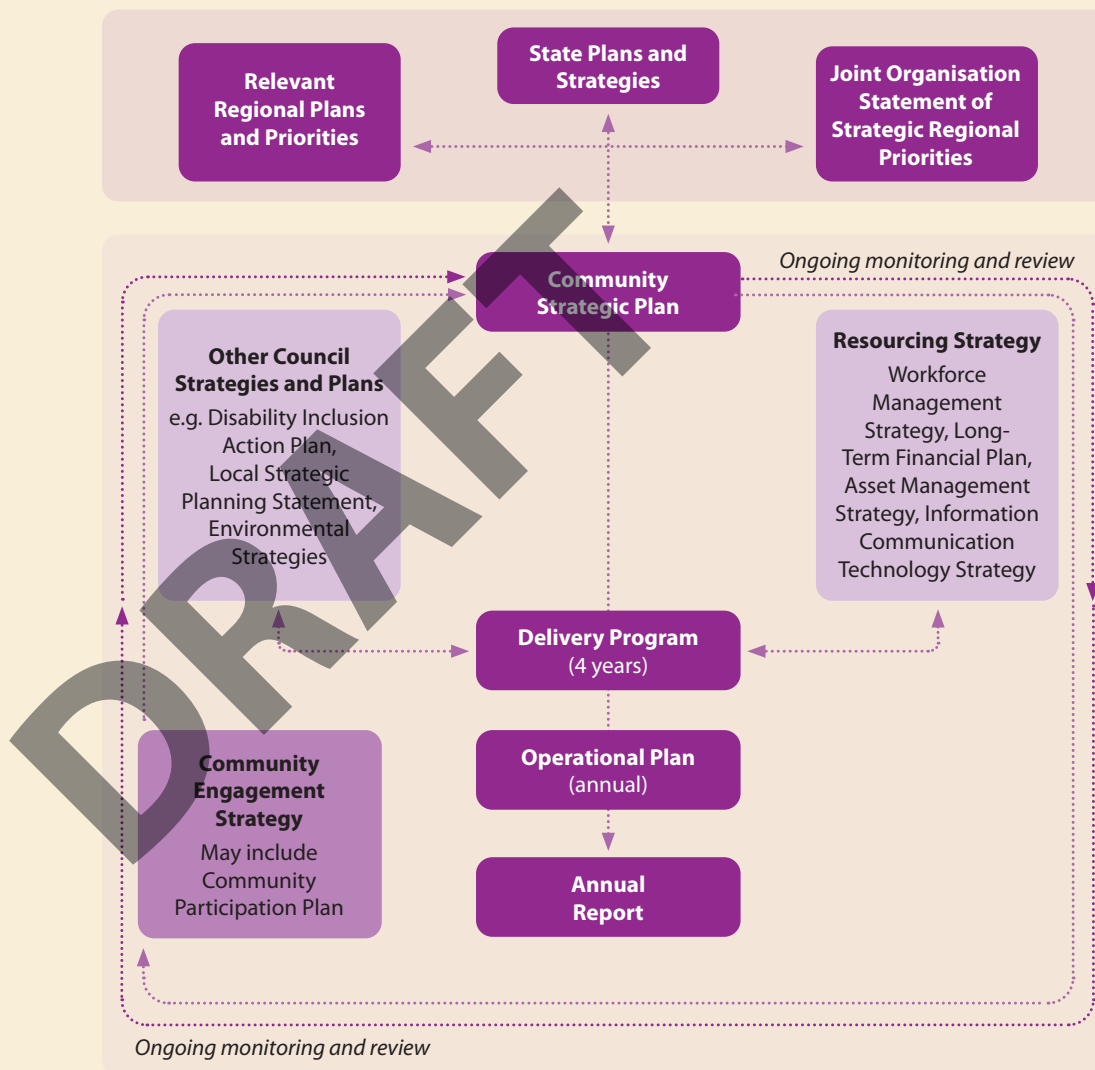 Relevant
Regional Plans
and Priorities
State Plans and
Strategies
Joint Organisation
Statement of
Strategic Regional
Priorities
Ongoing monitoring and review
Community
Strategic Plan
Other Council
Strategies and Plans
e.g. Disability Inclusion
Action Plan,
Local Strategic
Planning Statement,
Environmental
Strategies
Resourcing Strategy
Workforce
Management
Strategy, Long-
Term Financial Plan,
Asset Management
Strategy, Information
Communication
Technology Strategy
Delivery Program
(4 years)
Operational Plan
(annual)
Community
Engagement
Strategy
May include
Community
Participation Plan
Annual
Report
Ongoing monitoring and review
DRAFT